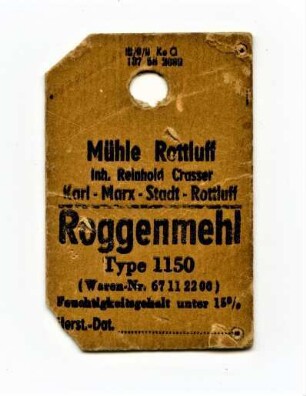 Mühle Rottluff
Inh. Reinhold Crasser
Karl-Marx-Stadt-Rottluff
Roggenmehl
Type 1150
(Waren-Nr. 67 11 22 00)
Feuchtigkeitsgehalt unter 15%
Herst.-Dat.